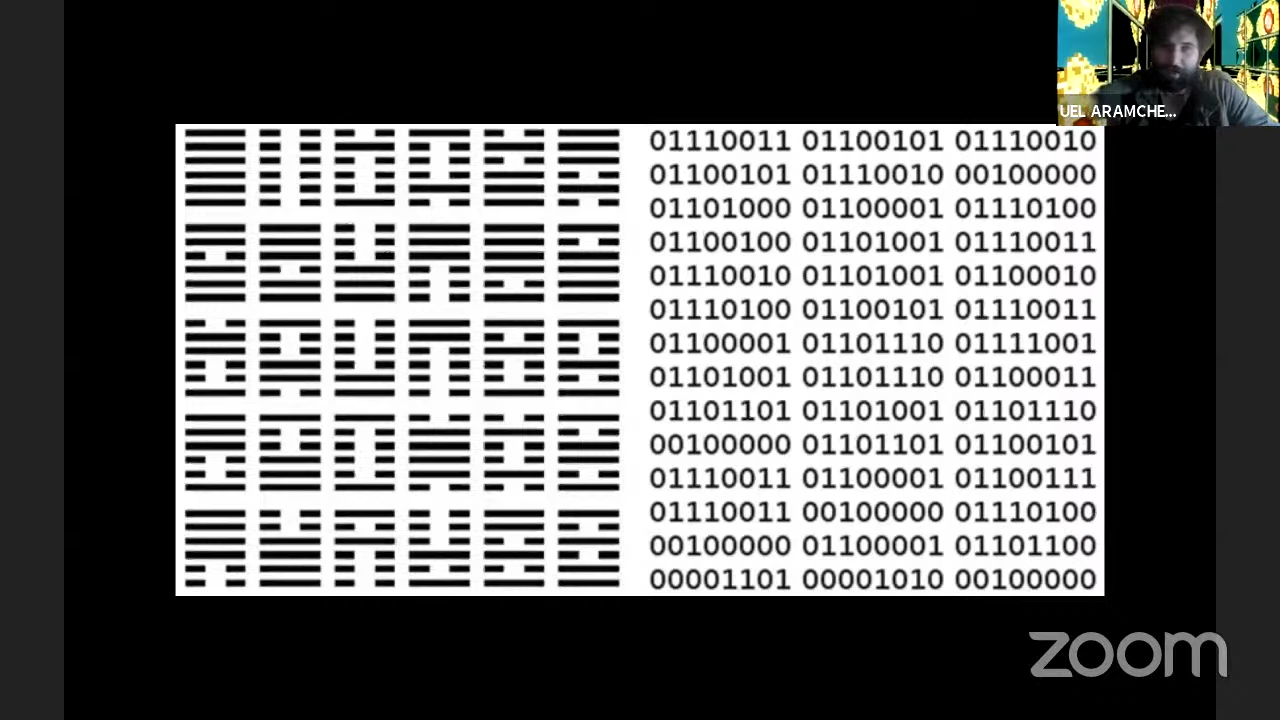 UEL ARAMCHE...
01110011 01100101 01110010
01100101 01110010 00100000
01101000 01100001 01110100
01100100 01101001 01110011
01110010 01101001 01100010
01110100 01100101 01110011
01100001 01101110 01111001
01101001 01101110 01100011
01101101 01101001 01101110
00100000 01101101 01100101
01110011 01100001 01100111
01110011 00100000 01110100
00100000 01100001 01101100
00001101 00001010 00100000
zoom